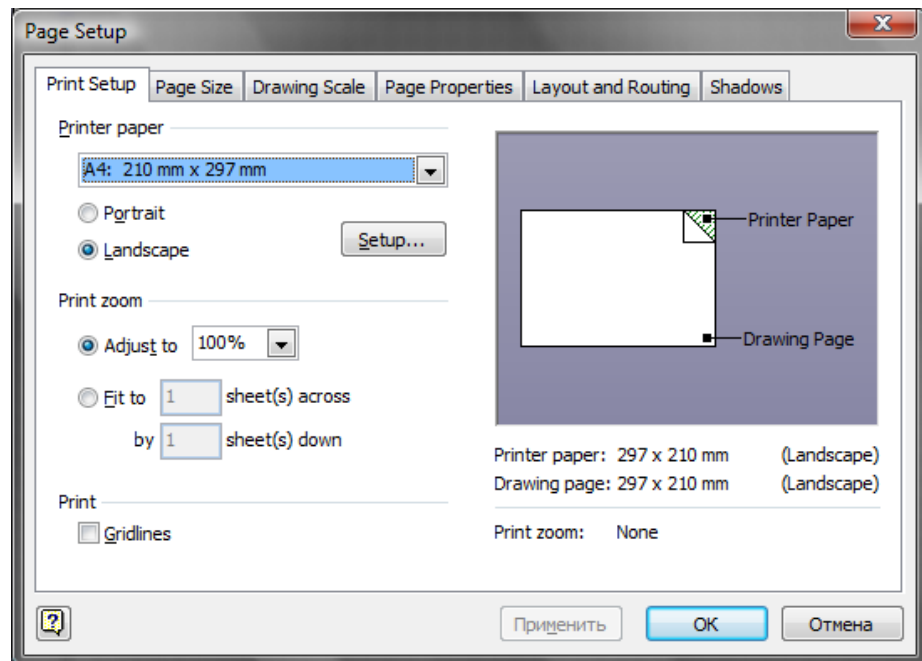 Page Setup
Print Setup
Page Size
Drawing Scale
Page Properties
Layout and Routing
Shadows
Printer paper
A4: 210 mm x 297 mm
Portrait
Landscape
Setup...
Print zoom
Adjust to 100%
Fit to 1 sheet(s) across
by 1 sheet(s) down
Print
Gridlines
Printer Paper
Drawing Page
Printer paper: 297 x 210 mm (Landscape)
Drawing page: 297 x 210 mm (Landscape)
Print zoom: None
?
Применить
OK
Отмена